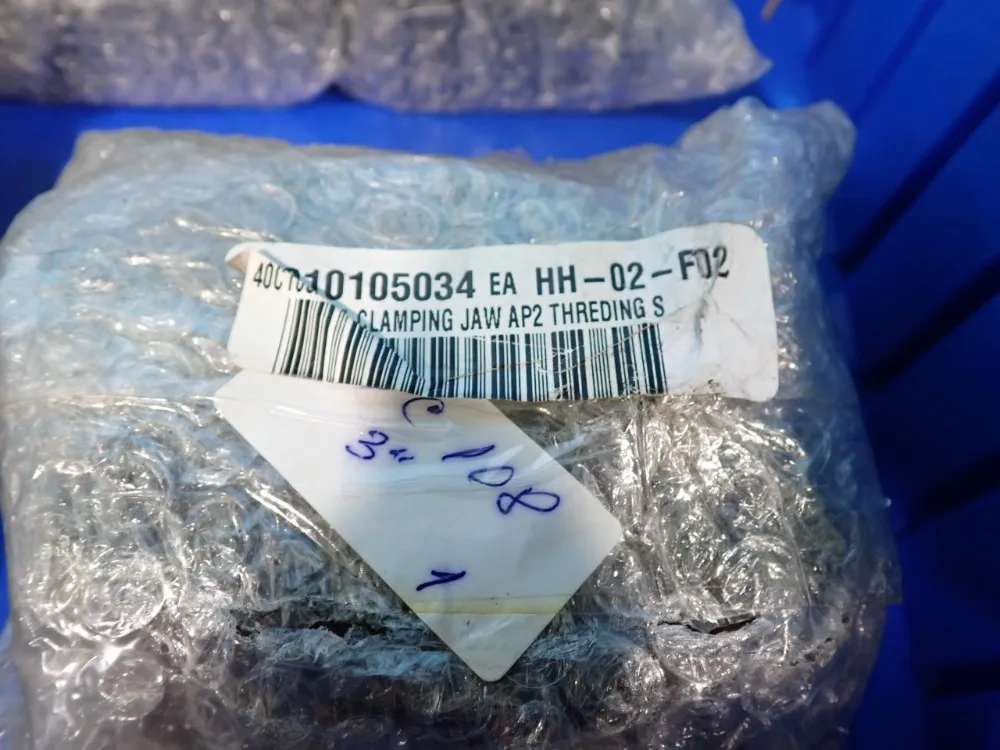 10105034 EA HH-02-F02
CLAMPING JAW AP2 THREDING S
3" 108
1